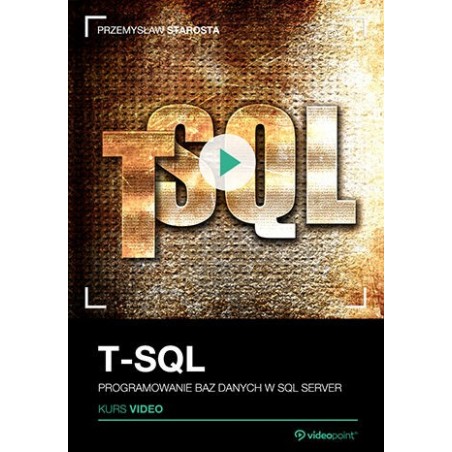 PRZEMYSŁAW STAROSTA
TSQL
T-SQL
PROGRAMOWANIE BAZ DANYCH W SQL SERVER
KURS VIDEO
videopoint